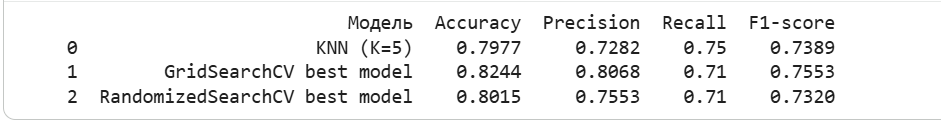 Модель Accuracy Precision Recall F1-score
0 KNN (K=5) 0.7977 0.7282 0.75 0.7389
1 GridSearchCV best model 0.8244 0.8068 0.71 0.7553
2 RandomizedSearchCV best model 0.8015 0.7553 0.71 0.7320